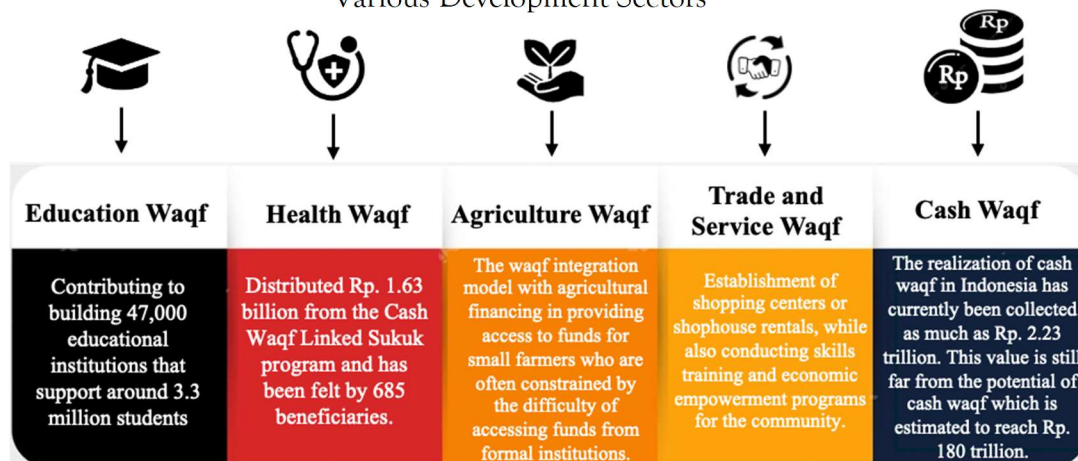 Various Development Sectors
Rp
Rp
Education Waqf
Contributing to
building 47,000
educational
institutions that
support around 3.3
million students
Health Waqf
Distributed Rp. 1.63
billion from the Cash
Waqf Linked Sukuk
program and has
been felt by 685
beneficiaries.
Agriculture Waqf
The waqf integration
model with agricultural
financing in providing
access to funds for
small farmers who are
often constrained by
the difficulty of
accessing funds from
formal institutions.
Trade and
Service Waqf
Establishment of
shopping centers or
shophouse rentals, while
also conducting skills
training and economic
empowerment programs
for the community.
Cash Waqf
The realization of cash
waqf in Indonesia has
currently been collected
as much as Rp. 2.23
trillion. This value is still
far from the potential of
cash waqf which is
estimated to reach Rp.
180 trillion.